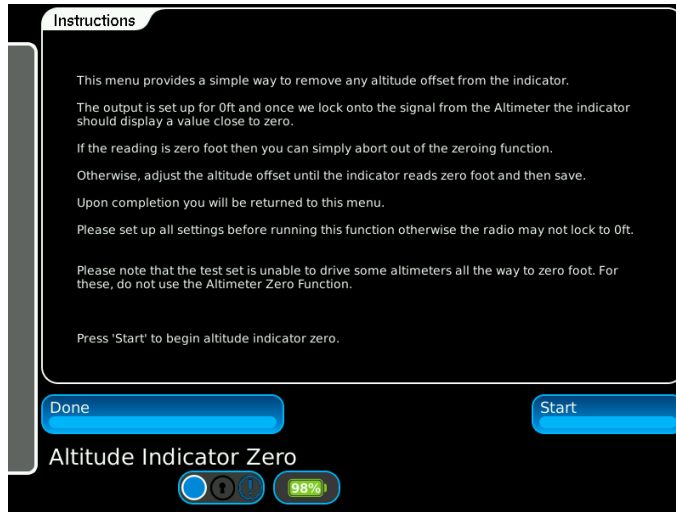 Instructions
This menu provides a simple way to remove any altitude offset from the indicator.
The output is set up for 0ft and once we lock onto the signal from the Altimeter the indicator
should display a value close to zero.
If the reading is zero foot then you can simply abort out of the zeroing function.
Otherwise, adjust the altitude offset until the indicator reads zero foot and then save.
Upon completion you will be returned to this menu.
Please set up all settings before running this function otherwise the radio may not lock to 0ft.
Please note that the test set is unable to drive some altimeters all the way to zero foot. For
these, do not use the Altimeter Zero Function.
Press 'Start' to begin altitude indicator zero.
Done
Start
Altitude Indicator Zero
98%